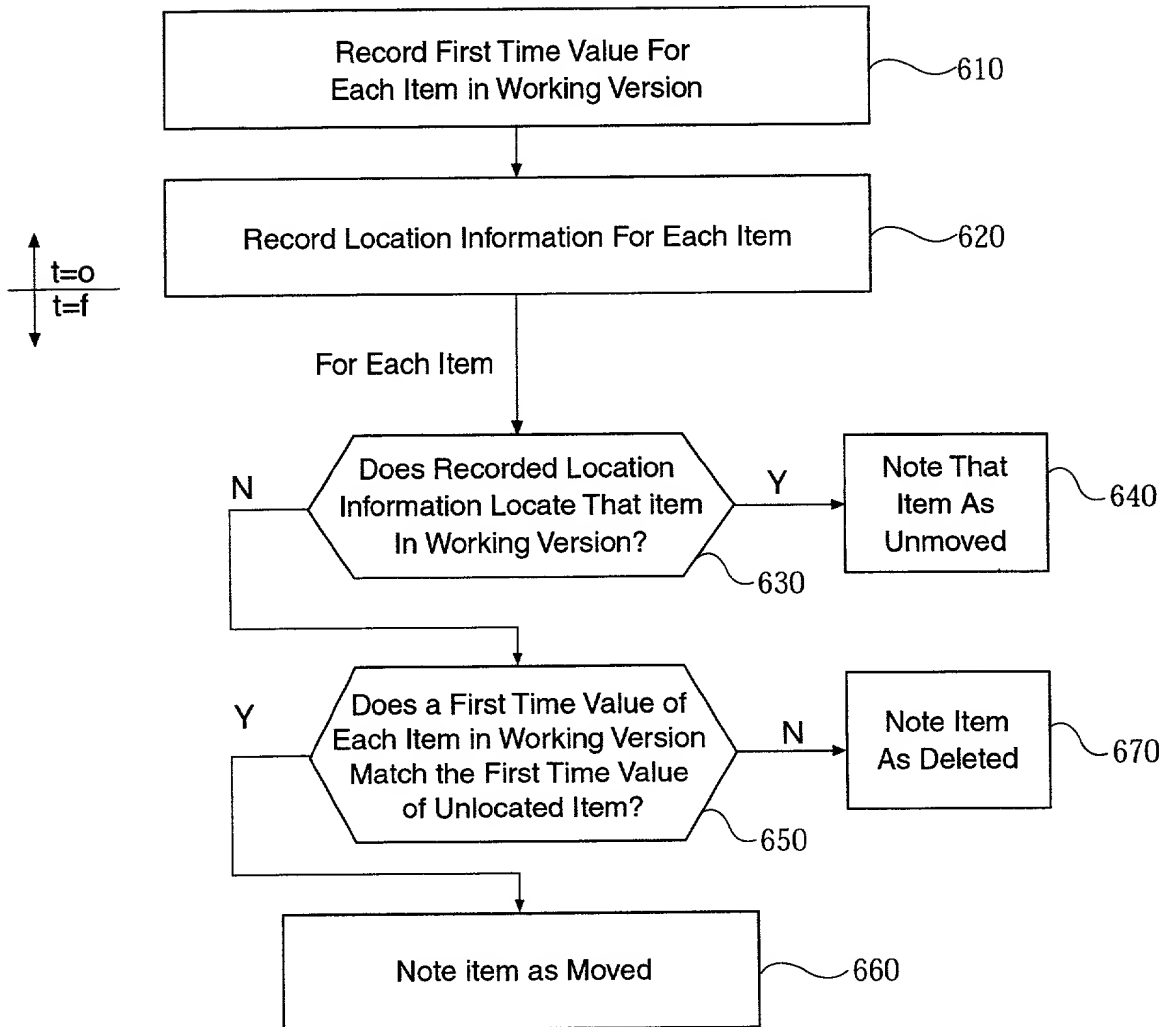 Record First Time Value For
Each Item in Working Version
610
Record Location Information For Each Item
620
t=o
t=f
For Each Item
Does Recorded Location
Information Locate That item
In Working Version?
630
N
Y
Note That
Item As
Unmoved
640
Does a First Time Value of
Each Item in Working Version
Match the First Time Value
of Unlocated Item?
650
Y
N
Note Item
As Deleted
670
Note item as Moved
660